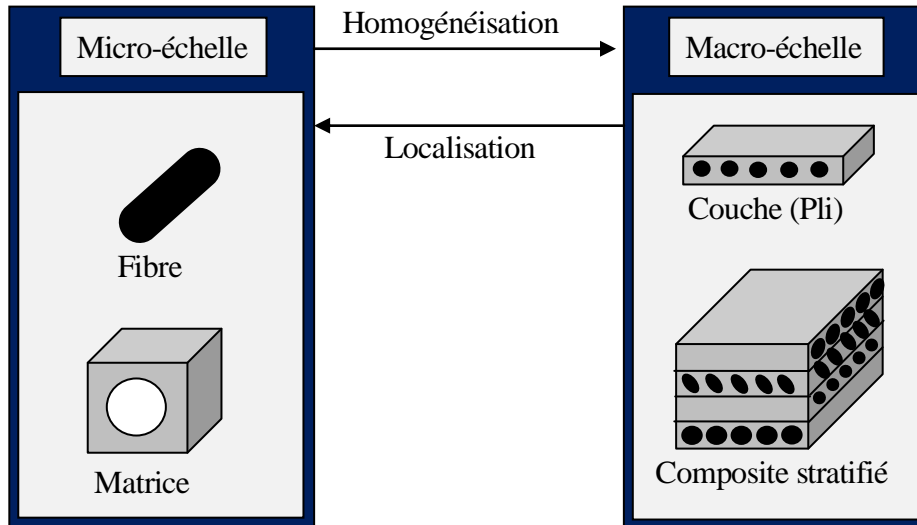 Micro-échelle
Homogénéisation
Macro-échelle
Localisation
Fibre
Matrice
Couche (Pli)
Composite stratifié